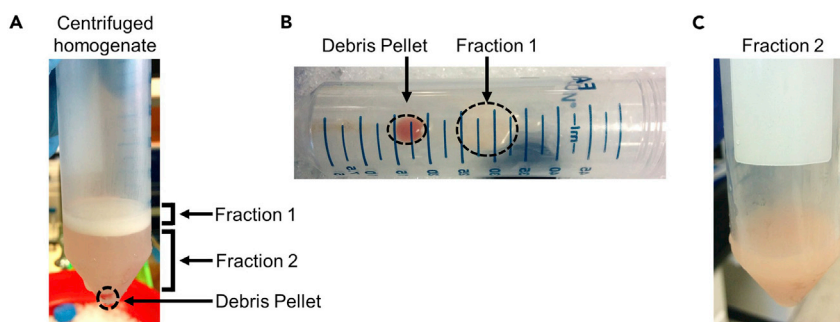 A
Centrifuged
homogenate
Fraction 1
Fraction 2
Debris Pellet
B
Debris Pellet
Fraction 1
C
Fraction 2